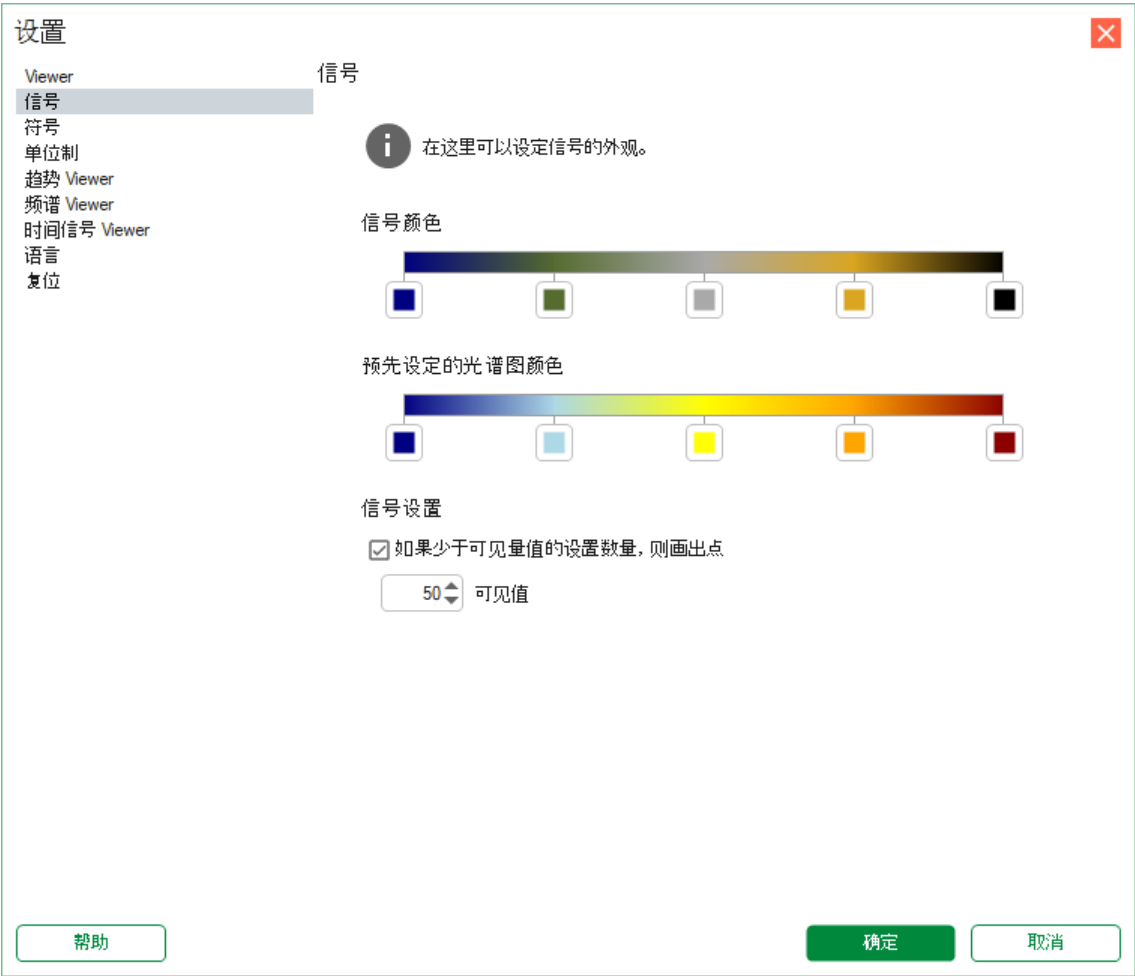 设置
Viewer
信号
符号
单位制
趋势 Viewer
频谱 Viewer
时间信号 Viewer
语言
复位
信号
i
在这里可以设定信号的外观。
信号颜色
预先设定的光谱图颜色
信号设置
如果少于可见量值的设置数量，则画出点
50 可见值
帮助
确定
取消